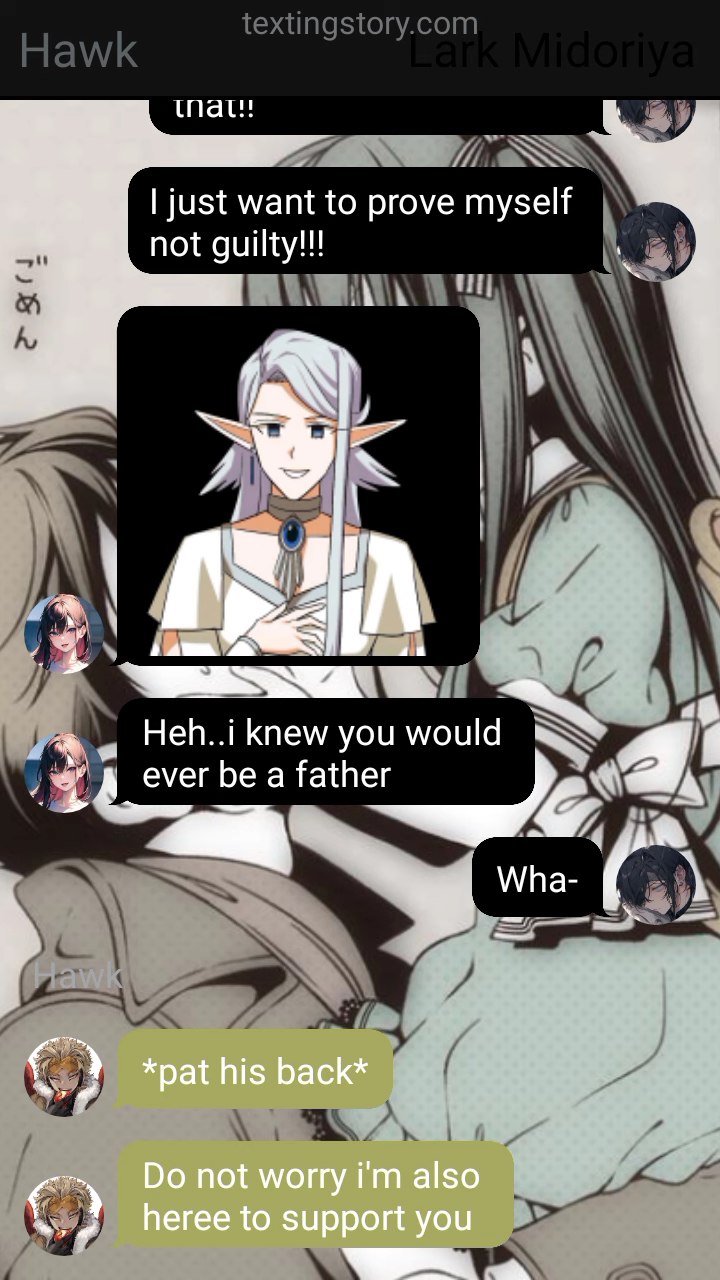 textingstory.com
Hawk
Lark Midoriya
that!!
I just want to prove myself
not guilty!!!
ごめん
Heh..i knew you would
ever be a father
Wha-
Hawk
*pat his back*
Do not worry i'm also
heree to support you